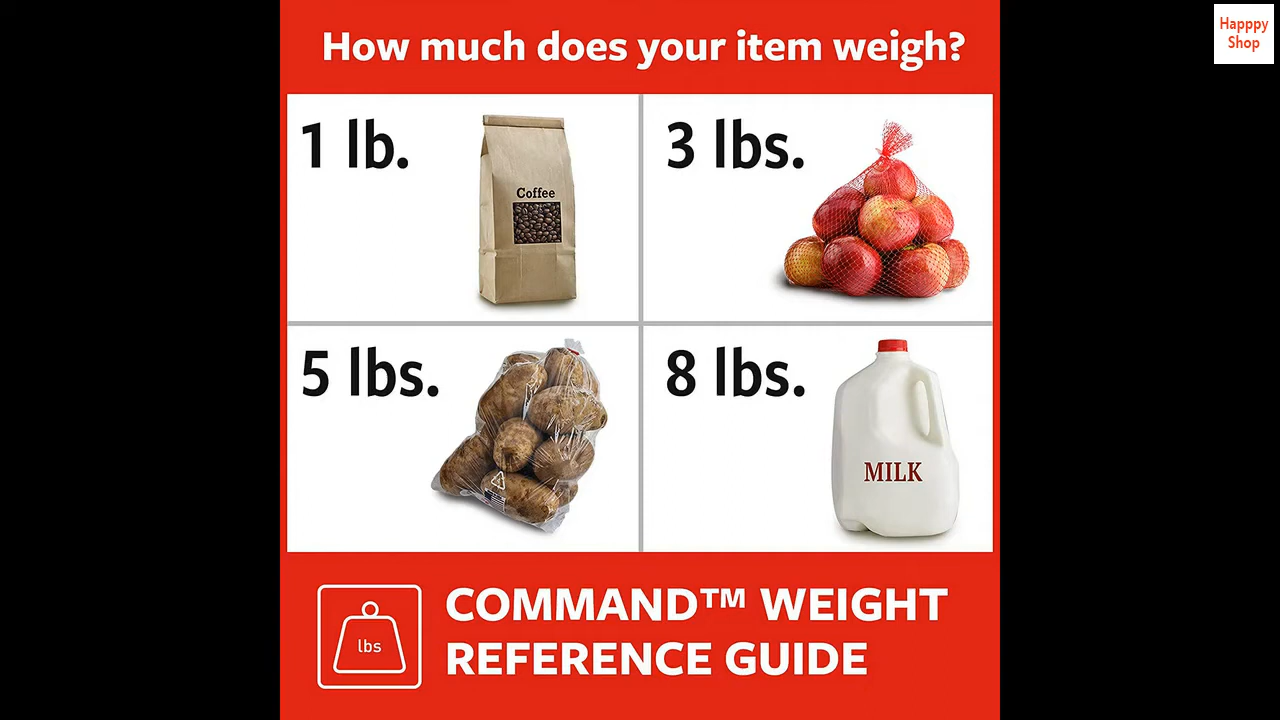 How much does your item weigh?
1 lb.
Coffee
3 lbs.
5 lbs.
8 lbs.
MILK
lbs
COMMAND™ WEIGHT
REFERENCE GUIDE
Happpy
Shop